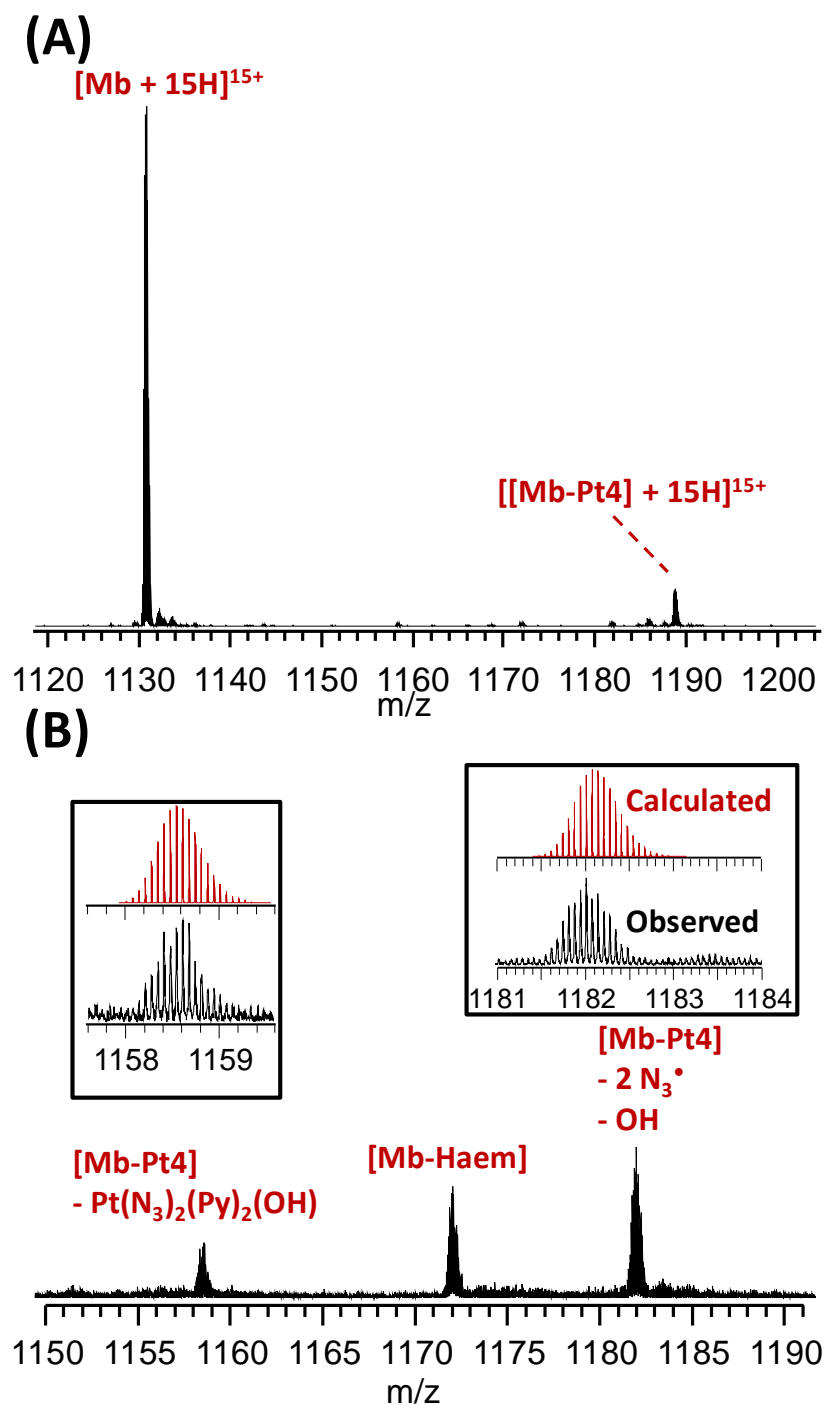 (A)
[Mb + 15H]¹⁵⁺
[[Mb-Pt4] + 15H]¹⁵⁺
1120 1130 1140 1150 1160 1170 1180 1190 1200
m/z
(B)
Calculated
Observed
1158 1159
1181 1182 1183 1184
[Mb-Pt4]
- 2 N₃•
- OH
[Mb-Pt4]
- Pt(N₃)₂(Py)₂(OH)
[Mb-Haem]
1150 1155 1160 1165 1170 1175 1180 1185 1190
m/z